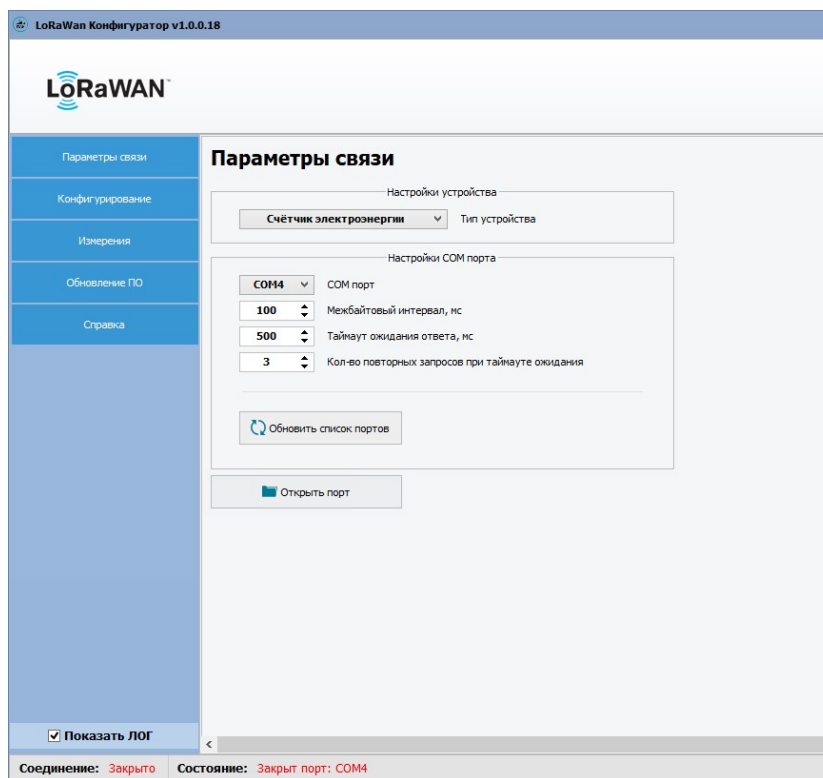 LoRaWan Конфигуратор v1.0.0.18
LoRaWAN™
Параметры связи
Конфигурирование
Измерения
Обновление ПО
Справка
Параметры связи
Настройки устройства
Счётчик электроэнергии Тип устройства
Настройки COM порта
COM4 COM порт
100 Межбайтовый интервал, мс
500 Таймаут ожидания ответа, мс
3 Кол-во повторных запросов при таймауте ожидания
Обновить список портов
Открыть порт
Показать ЛОГ
Соединение: Закрыто Состояние: Закрыт порт: COM4